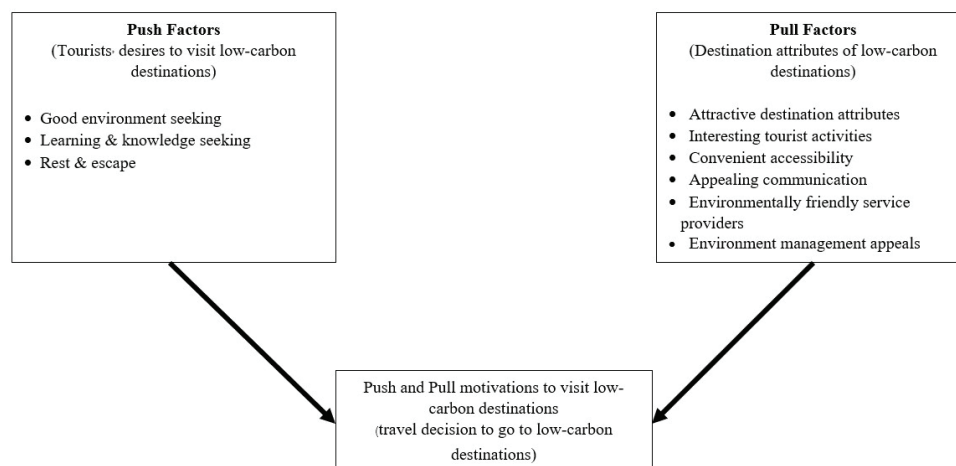 Push Factors
(Tourists' desires to visit low-carbon
destinations)
• Good environment seeking
• Learning & knowledge seeking
• Rest & escape
Pull Factors
(Destination attributes of low-carbon
destinations)
• Attractive destination attributes
• Interesting tourist activities
• Convenient accessibility
• Appealing communication
• Environmentally friendly service
providers
• Environment management appeals
Push and Pull motivations to visit low-
carbon destinations
(travel decision to go to low-carbon
destinations)